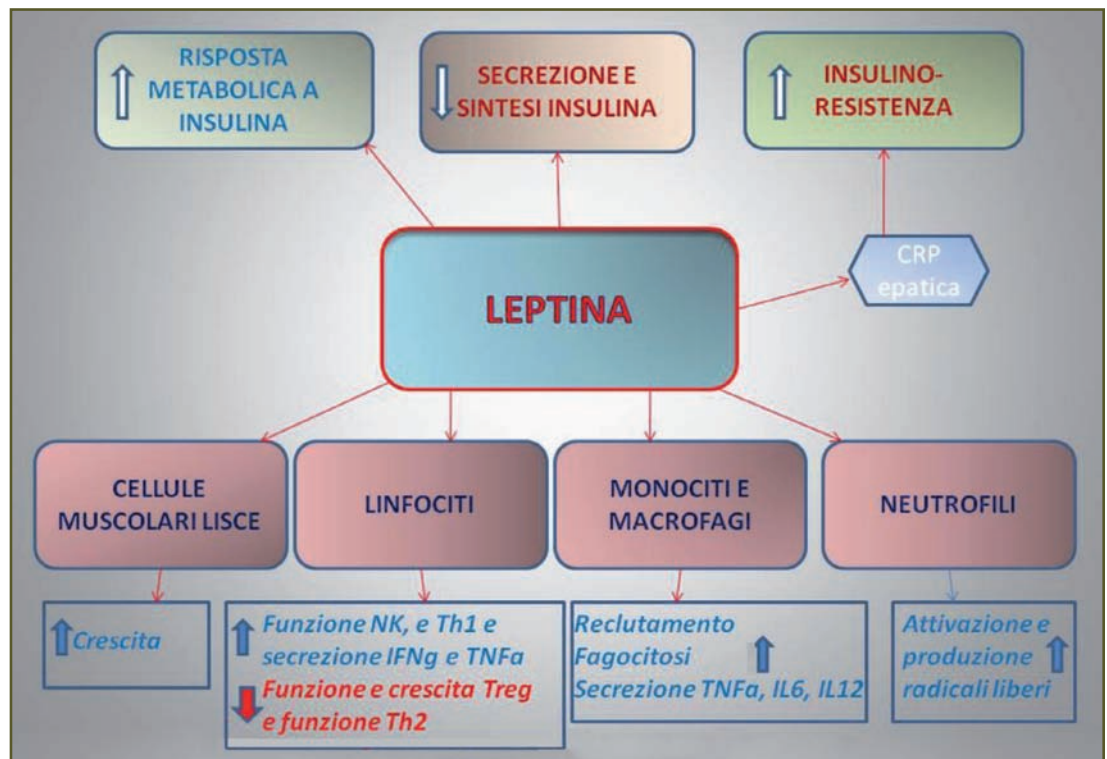 RISPOSTA
METABOLICA A
INSULINA
SECREZIONE E
SINTESI INSULINA
INSULINO-
RESISTENZA
CRP
epatica
LEPTINA
CELLULE
MUSCOLARI LISCE
LINFOCITI
MONOCITI E
MACROFAGI
NEUTROFILI
Crescita
Funzione NK, e Th1 e
secrezione IFNg e TNFa
Funzione e crescita Treg
e funzione Th2
Reclutamento
Fagocitosi
Secrezione TNFa, IL6, IL12
Attivazione e
produzione
radicali liberi